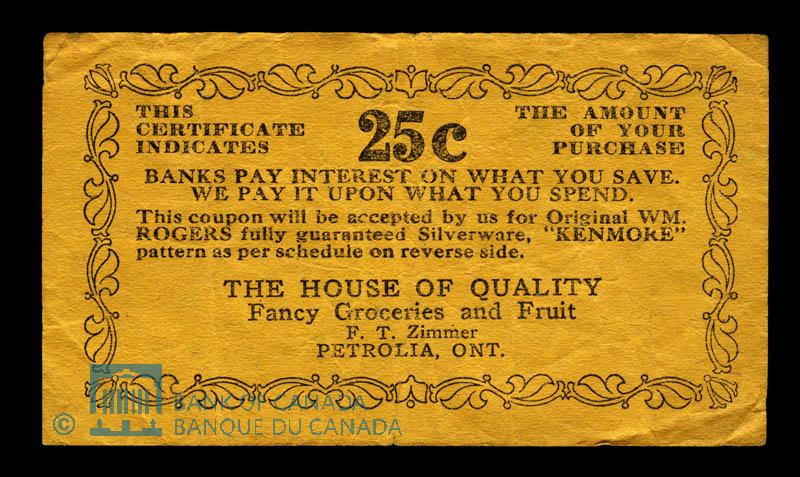 THIS CERTIFICATE INDICATES
25c
THE AMOUNT OF YOUR PURCHASE
BANKS PAY INTEREST ON WHAT YOU SAVE.
WE PAY IT UPON WHAT YOU SPEND.
This coupon will be accepted by us for Original WM.
ROGERS fully guaranteed Silverware, "KENMORE"
pattern as per schedule on reverse side.
THE HOUSE OF QUALITY
Fancy Groceries and Fruit
F. T. Zimmer
PETROLIA, ONT.
© BANK OF CANADA
BANQUE DU CANADA